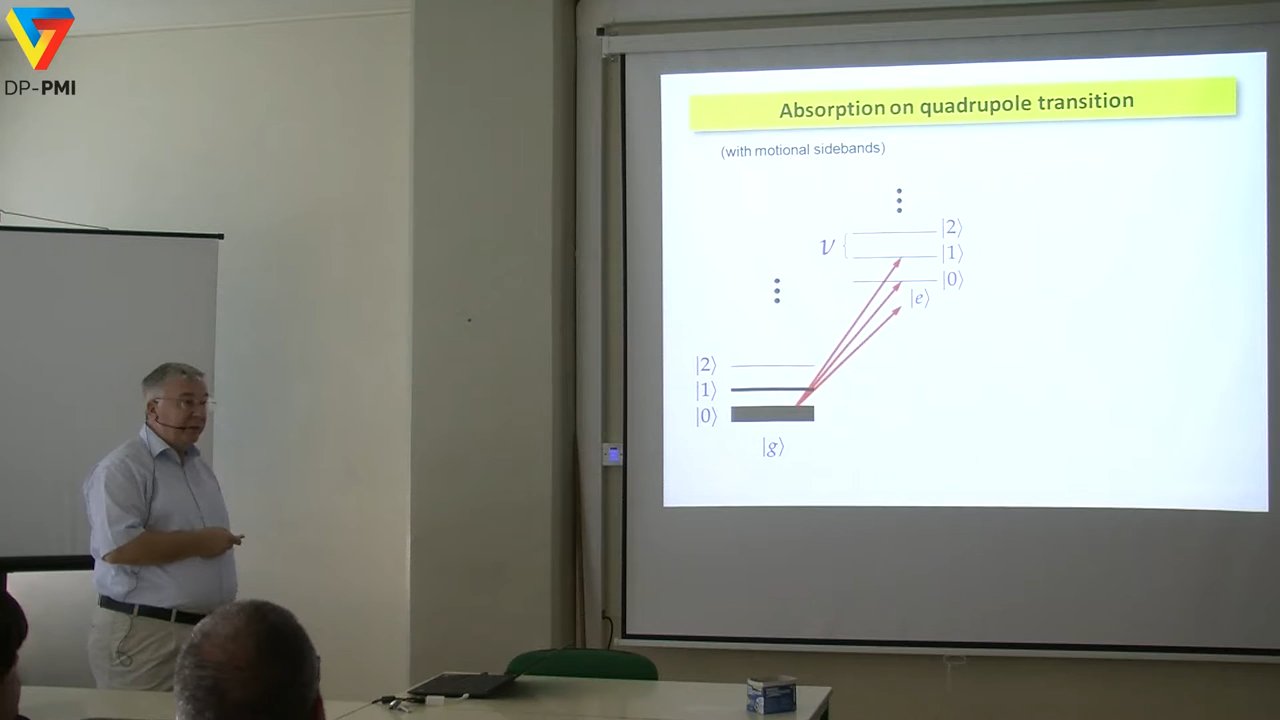 DP-PMI
Absorption on quadrupole transition
(with motional sidebands)
ν
|2⟩
|1⟩
|0⟩
|e⟩
|2⟩
|1⟩
|0⟩
|g⟩